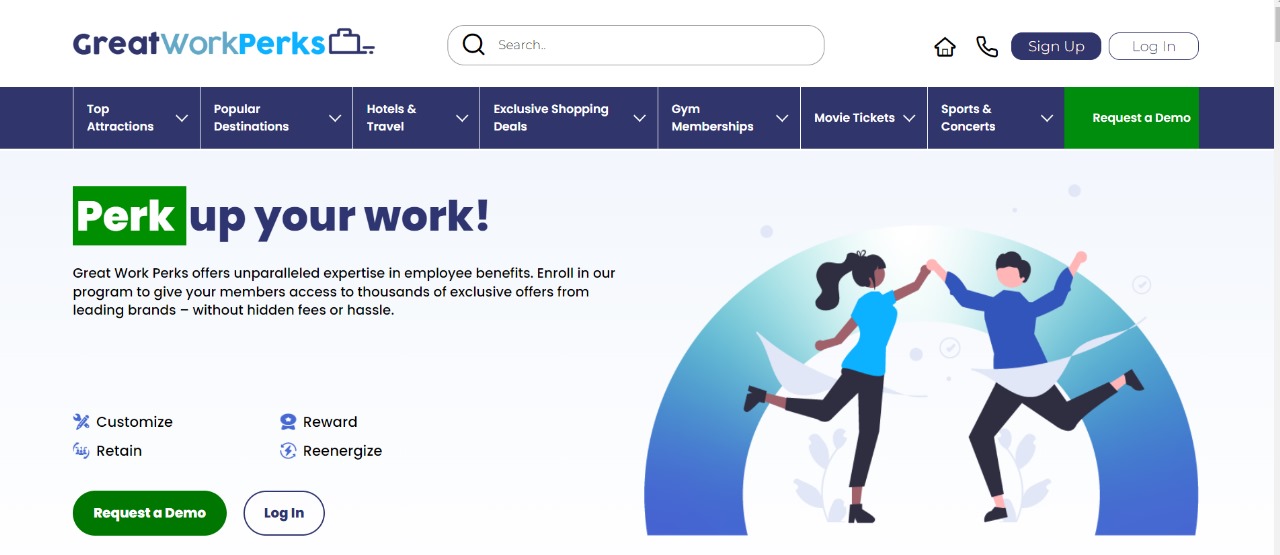 GreatWorkPerks
Search..
Sign Up
Log In
Top
Attractions
Popular
Destinations
Hotels &
Travel
Exclusive Shopping
Deals
Gym
Memberships
Movie Tickets
Sports &
Concerts
Request a Demo
Perk up your work!
Great Work Perks offers unparalleled expertise in employee benefits. Enroll in our
program to give your members access to thousands of exclusive offers from
leading brands – without hidden fees or hassle.
Customize
Reward
Retain
Reenergize
Request a Demo
Log In